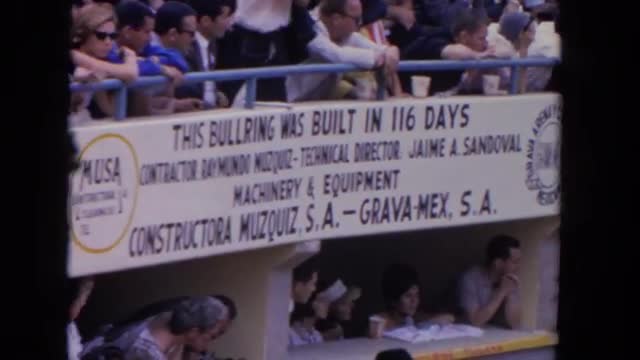 THIS BULLRING WAS BUILT IN 116 DAYS
CONTRACTOR: RAYMUNDO MUZQUIZ - TECHNICAL DIRECTOR: JAIME A. SANDOVAL
MACHINERY & EQUIPMENT
CONSTRUCTORA MUZQUIZ, S.A. - GRAVA-MEX, S.A.
MUSA